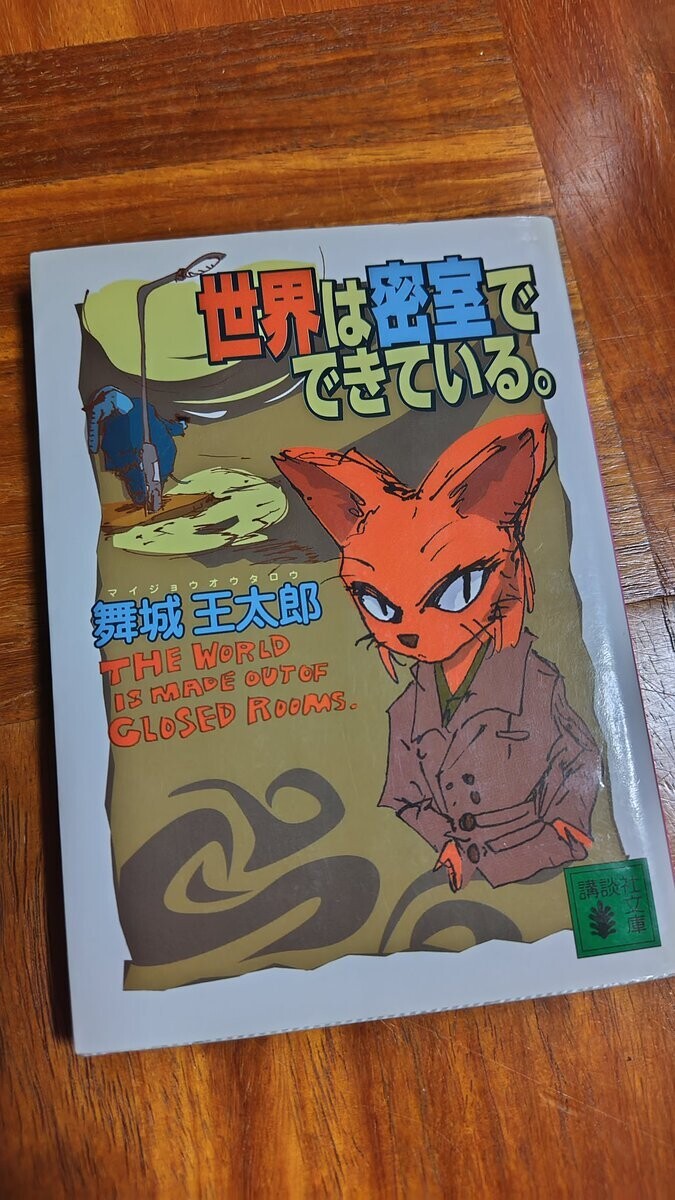 世界は密室で
できている。
マイジョウオウタロウ
舞城 王太郎
THE WORLD
IS MADE OUT OF
CLOSED ROOMS.
講談社文庫